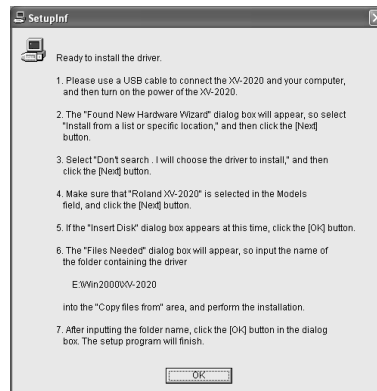 SetupInf
Ready to install the driver.
1. Please use a USB cable to connect the XV-2020 and your computer,
and then turn on the power of the XV-2020.
2. The "Found New Hardware Wizard" dialog box will appear, so select
"Install from a list or specific location," and then click the [Next]
button.
3. Select "Don't search . I will choose the driver to install," and then
click the [Next] button.
4. Make sure that "Roland XV-2020" is selected in the Models
field, and click the [Next] button.
5. If the "Insert Disk" dialog box appears at this time, click the [OK] button.
6. The "Files Needed" dialog box will appear, so input the name of
the folder containing the driver
E:\Win2000\XV-2020
into the "Copy files from" area, and perform the installation.
7. After inputting the folder name, click the [OK] button in the dialog
box. The setup program will finish.
OK